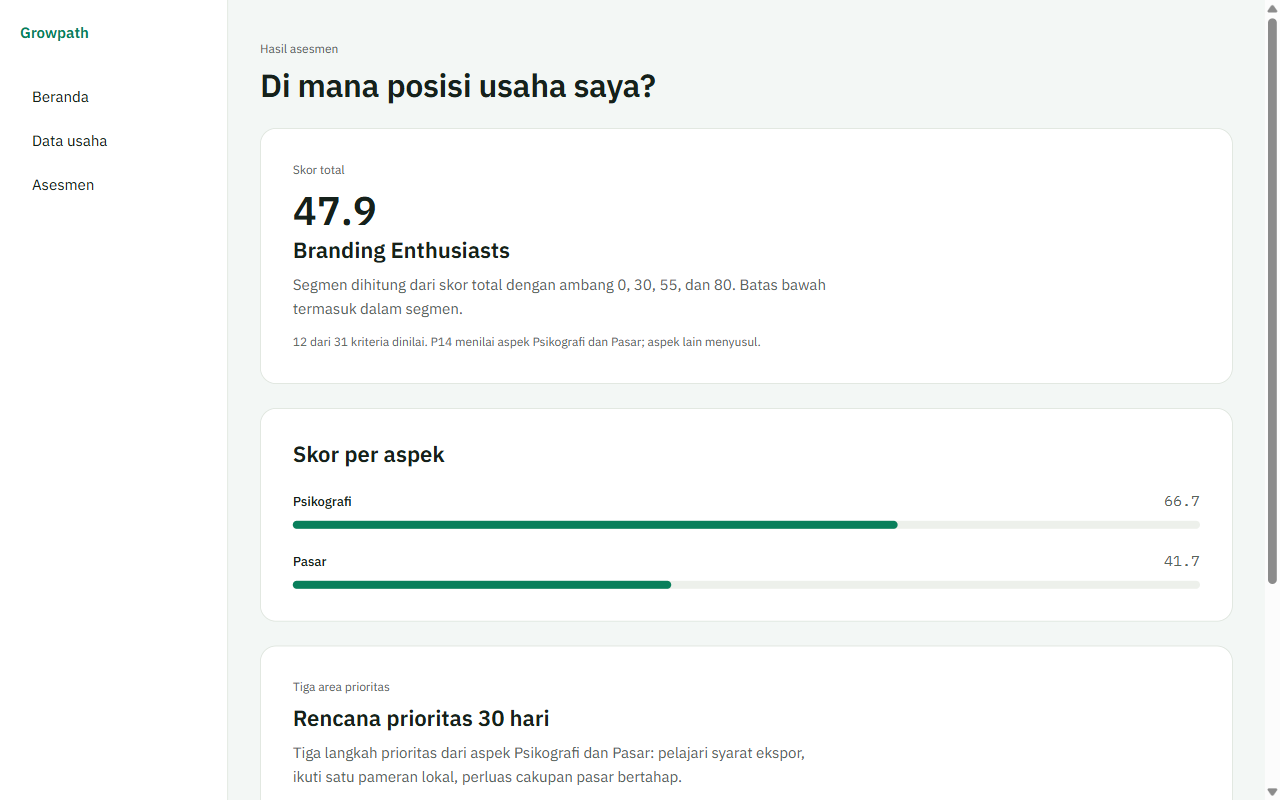 Growpath
Beranda
Data usaha
Asesmen
Hasil asesmen
Di mana posisi usaha saya?
Skor total
47.9
Branding Enthusiasts
Segmen dihitung dari skor total dengan ambang 0, 30, 55, dan 80. Batas bawah
termasuk dalam segmen.
12 dari 31 kriteria dinilai. P14 menilai aspek Psikografi dan Pasar; aspek lain menyusul.
Skor per aspek
Psikografi 66.7
Pasar 41.7
Tiga area prioritas
Rencana prioritas 30 hari
Tiga langkah prioritas dari aspek Psikografi dan Pasar: pelajari syarat ekspor,
ikuti satu pameran lokal, perluas cakupan pasar bertahap.